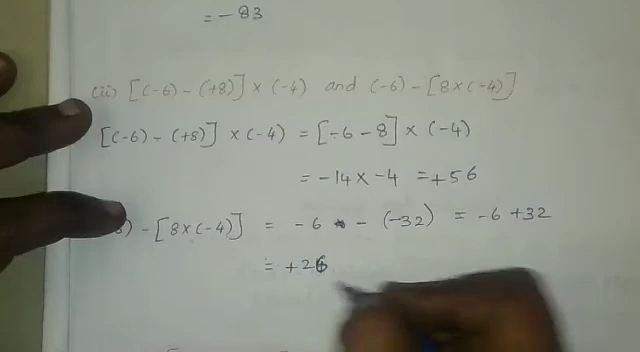 = -83
(ii) [(-6) - (+8)] × (-4) and (-6) - [8×(-4)]
[(-6) - (+8)] × (-4) = [-6 - 8] × (-4)
= -14 × -4 = +56
) - [8×(-4)] = -6 - (-32) = -6 +32
= +26